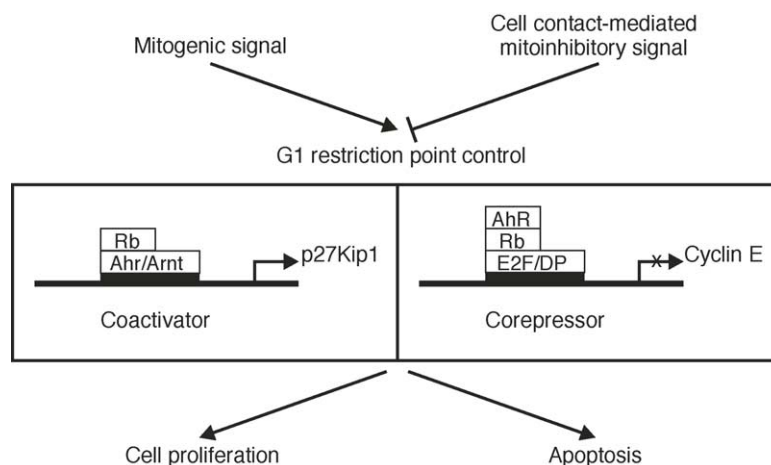 Mitogenic signal
Cell contact-mediated
mitoinhibitory signal
G1 restriction point control
Rb
Ahr/Arnt
p27Kip1
Coactivator
AhR
Rb
E2F/DP
x
Cyclin E
Corepressor
Cell proliferation
Apoptosis